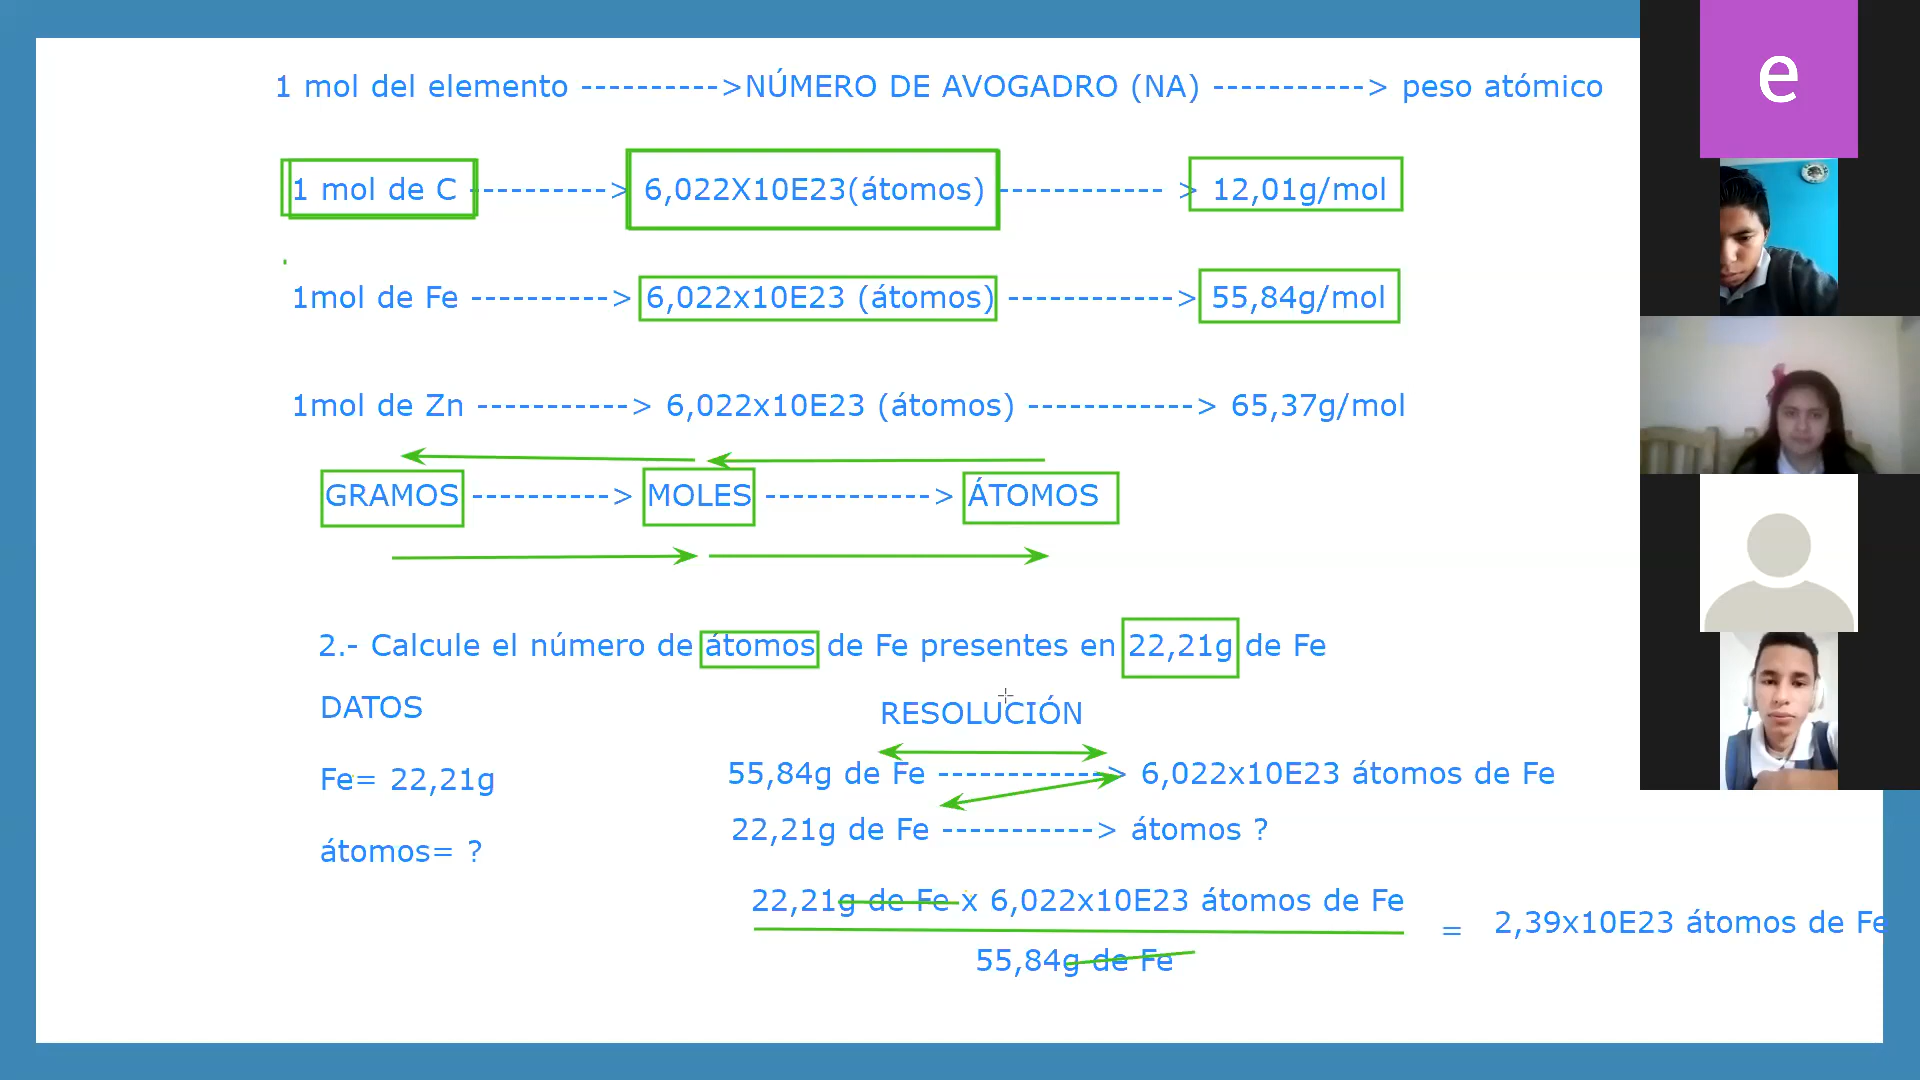 1 mol del elemento ---------->NÚMERO DE AVOGADRO (NA) -----------> peso atómico
e
1 mol de C ----------> 6,022X10E23(átomos) ------------ > 12,01g/mol
1mol de Fe ----------> 6,022x10E23 (átomos) ------------> 55,84g/mol
1mol de Zn -----------> 6,022x10E23 (átomos) ------------> 65,37g/mol
GRAMOS ----------> MOLES ------------> ÁTOMOS
2.- Calcule el número de átomos de Fe presentes en 22,21g de Fe
DATOS
RESOLUCIÓN
Fe= 22,21g
55,84g de Fe ------------> 6,022x10E23 átomos de Fe
22,21g de Fe -----------> átomos ?
átomos= ?
22,21g de Fe x 6,022x10E23 átomos de Fe
= 2,39x10E23 átomos de Fe
55,84g de Fe